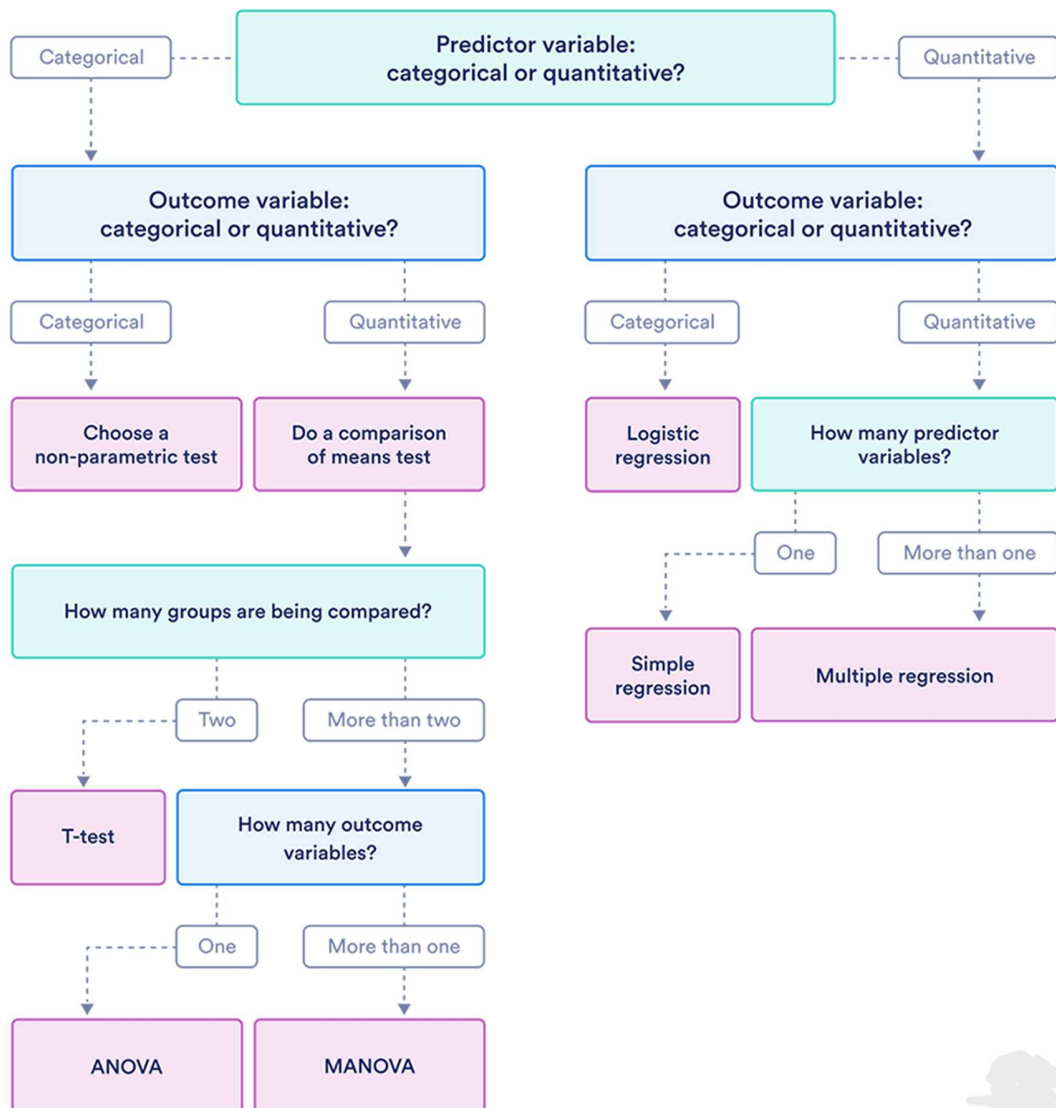 Predictor variable:
categorical or quantitative?
Categorical
Quantitative
Outcome variable:
categorical or quantitative?
Outcome variable:
categorical or quantitative?
Categorical
Quantitative
Categorical
Quantitative
Choose a
non-parametric test
Do a comparison
of means test
Logistic
regression
How many predictor
variables?
One
More than one
How many groups are being compared?
Simple
regression
Multiple regression
Two
More than two
T-test
How many outcome
variables?
One
More than one
ANOVA
MANOVA